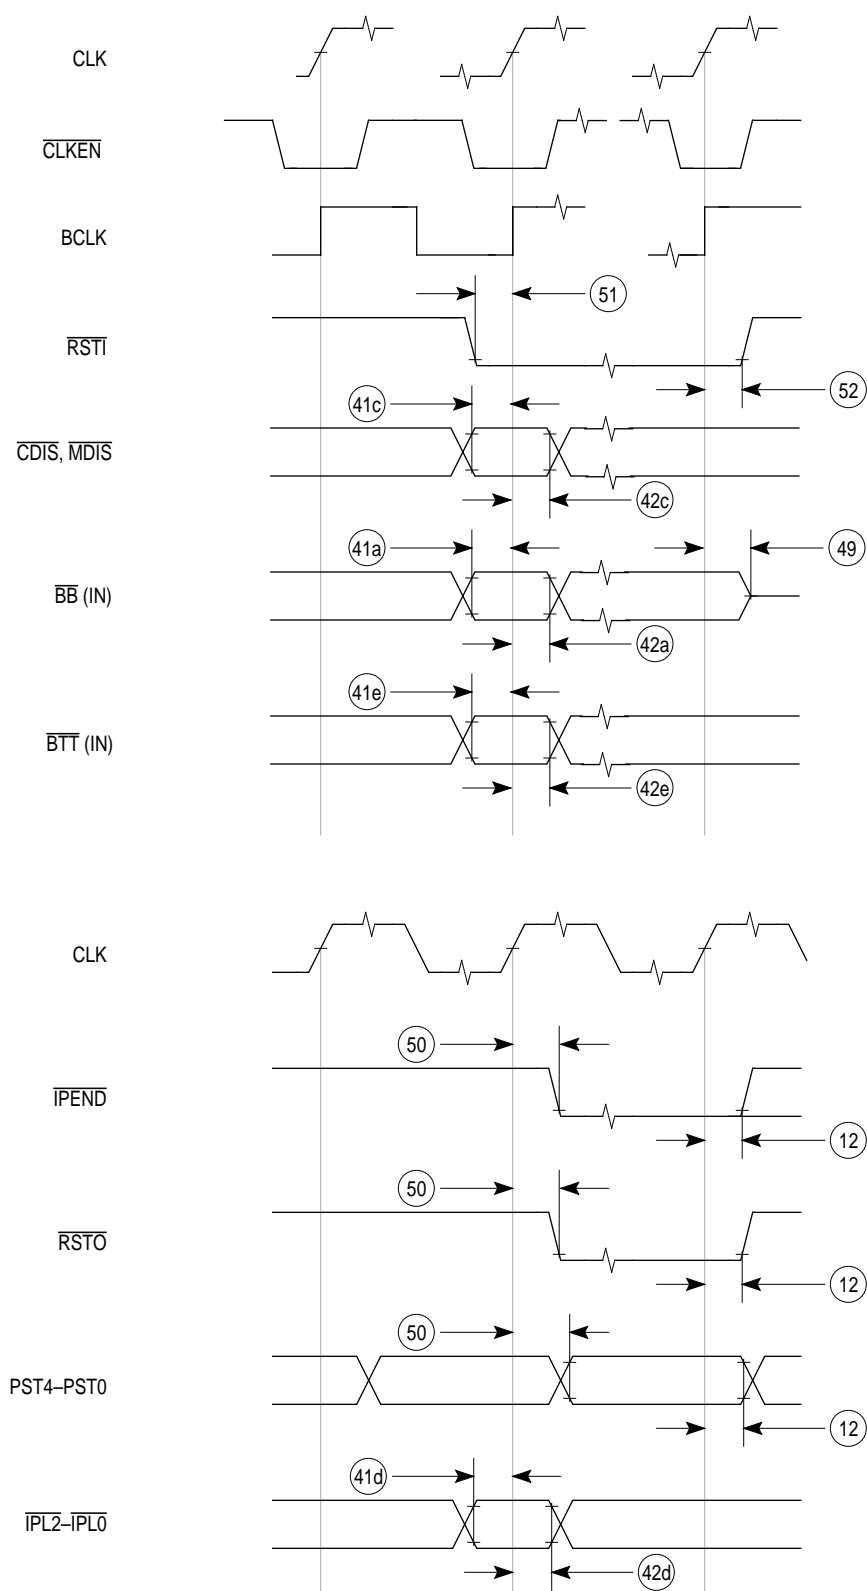 CLK
CLKEN
BCLK
51
RSTI
52
41c
CDIS, MDIS
42c
41a
49
BB (IN)
42a
41e
BTT (IN)
42e
CLK
50
IPEND
12
50
RSTO
12
50
PST4–PST0
12
41d
IPL2–IPL0
42d